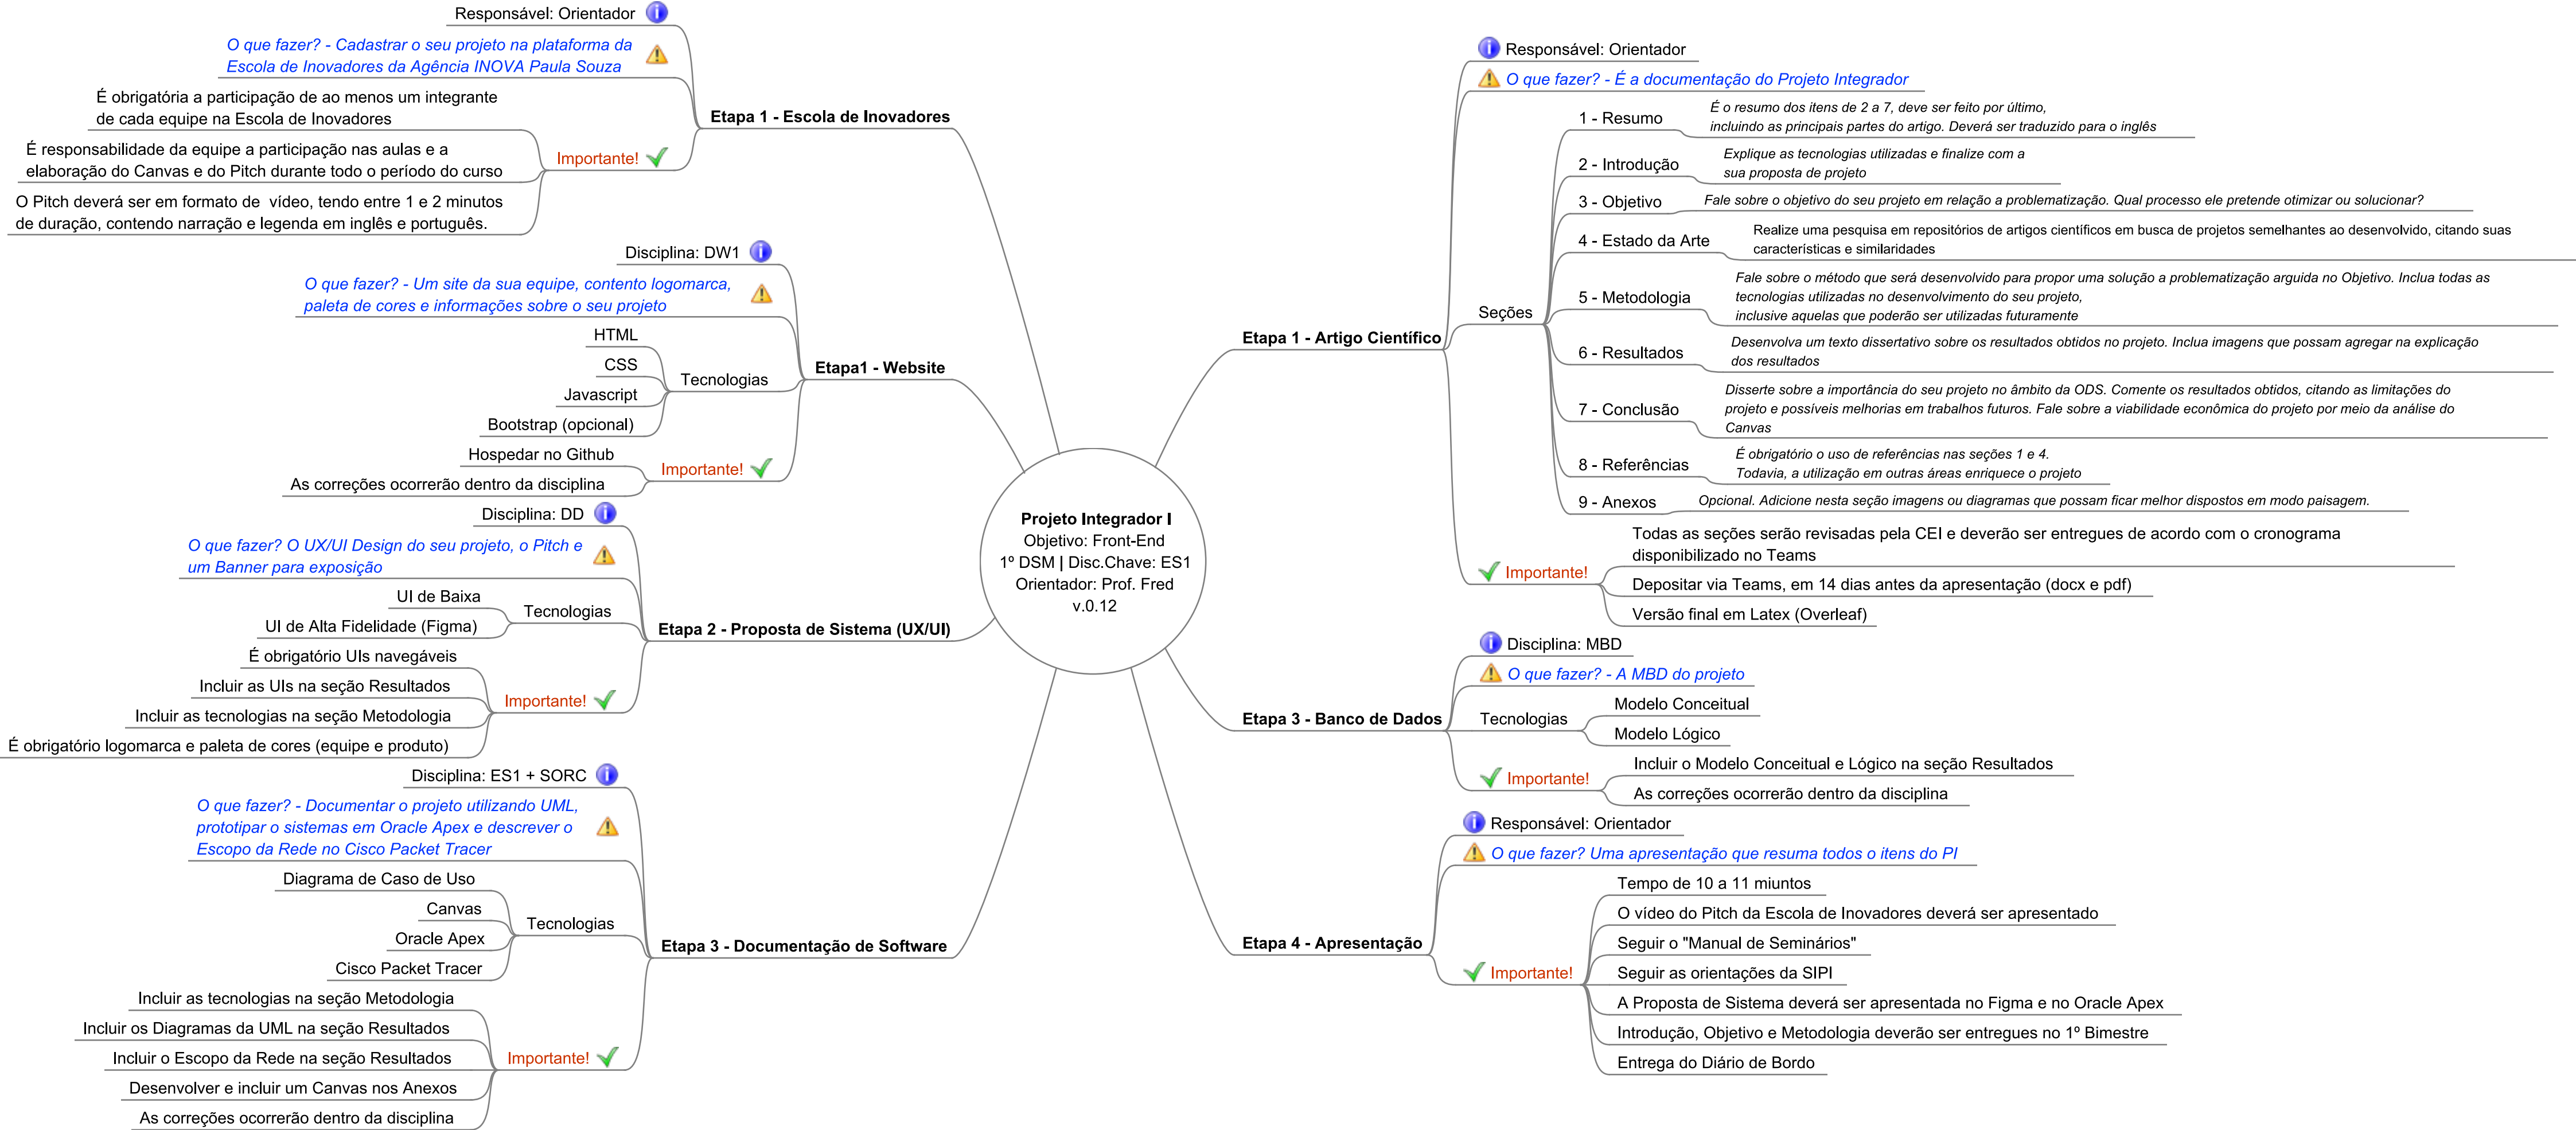 Projeto Integrador I
Objetivo: Front-End
1º DSM | Disc.Chave: ES1
Orientador: Prof. Fred
v.0.12
Etapa 1 - Escola de Inovadores
Responsável: Orientador
O que fazer? - Cadastrar o seu projeto na plataforma da
Escola de Inovadores da Agência INOVA Paula Souza
Importante!
É obrigatória a participação de ao menos um integrante
de cada equipe na Escola de Inovadores
É responsabilidade da equipe a participação nas aulas e a
elaboração do Canvas e do Pitch durante todo o período do curso
O Pitch deverá ser em formato de  vídeo, tendo entre 1 e 2 minutos
de duração, contendo narração e legenda em inglês e português.
Etapa1 - Website
Disciplina: DW1
O que fazer? - Um site da sua equipe, contento logomarca,
paleta de cores e informações sobre o seu projeto
Tecnologias
HTML
CSS
Javascript
Bootstrap (opcional)
Importante!
Hospedar no Github
As correções ocorrerão dentro da disciplina
Etapa 2 - Proposta de Sistema (UX/UI)
Disciplina: DD
O que fazer? O UX/UI Design do seu projeto, o Pitch e
um Banner para exposição
Tecnologias
UI de Baixa
UI de Alta Fidelidade (Figma)
Importante!
É obrigatório UIs navegáveis
Incluir as UIs na seção Resultados
Incluir as tecnologias na seção Metodologia
É obrigatório logomarca e paleta de cores (equipe e produto)
Etapa 3 - Documentação de Software
Disciplina: ES1 + SORC
O que fazer? - Documentar o projeto utilizando UML,
prototipar o sistemas em Oracle Apex e descrever o
Escopo da Rede no Cisco Packet Tracer
Tecnologias
Diagrama de Caso de Uso
Canvas
Oracle Apex
Cisco Packet Tracer
Importante!
Incluir as tecnologias na seção Metodologia
Incluir os Diagramas da UML na seção Resultados
Incluir o Escopo da Rede na seção Resultados
Desenvolver e incluir um Canvas nos Anexos
As correções ocorrerão dentro da disciplina
Etapa 1 - Artigo Científico
Responsável: Orientador
O que fazer? - É a documentação do Projeto Integrador
Seções
1 - Resumo
É o resumo dos itens de 2 a 7, deve ser feito por último,
incluindo as principais partes do artigo. Deverá ser traduzido para o inglês
2 - Introdução
Explique as tecnologias utilizadas e finalize com a
sua proposta de projeto
3 - Objetivo
Fale sobre o objetivo do seu projeto em relação a problematização. Qual processo ele pretende otimizar ou solucionar?
4 - Estado da Arte
Realize uma pesquisa em repositórios de artigos científicos em busca de projetos semelhantes ao desenvolvido, citando suas
características e similaridades
5 - Metodologia
Fale sobre o método que será desenvolvido para propor uma solução a problematização arguida no Objetivo. Inclua todas as
tecnologias utilizadas no desenvolvimento do seu projeto,
inclusive aquelas que poderão ser utilizadas futuramente
6 - Resultados
Desenvolva um texto dissertativo sobre os resultados obtidos no projeto. Inclua imagens que possam agregar na explicação
dos resultados
7 - Conclusão
Disserte sobre a importância do seu projeto no âmbito da ODS. Comente os resultados obtidos, citando as limitações do
projeto e possíveis melhorias em trabalhos futuros. Fale sobre a viabilidade econômica do projeto por meio da análise do
Canvas
8 - Referências
É obrigatório o uso de referências nas seções 1 e 4.
Todavia, a utilização em outras áreas enriquece o projeto
9 - Anexos
Opcional. Adicione nesta seção imagens ou diagramas que possam ficar melhor dispostos em modo paisagem.
Importante!
Todas as seções serão revisadas pela CEI e deverão ser entregues de acordo com o cronograma
disponibilizado no Teams
Depositar via Teams, em 14 dias antes da apresentação (docx e pdf)
Versão final em Latex (Overleaf)
Etapa 3 - Banco de Dados
Disciplina: MBD
O que fazer? - A MBD do projeto
Tecnologias
Modelo Conceitual
Modelo Lógico
Importante!
Incluir o Modelo Conceitual e Lógico na seção Resultados
As correções ocorrerão dentro da disciplina
Etapa 4 - Apresentação
Responsável: Orientador
O que fazer? Uma apresentação que resuma todos o itens do PI
Importante!
Tempo de 10 a 11 miuntos
O vídeo do Pitch da Escola de Inovadores deverá ser apresentado
Seguir o "Manual de Seminários"
Seguir as orientações da SIPI
A Proposta de Sistema deverá ser apresentada no Figma e no Oracle Apex
Introdução, Objetivo e Metodologia deverão ser entregues no 1º Bimestre
Entrega do Diário de Bordo